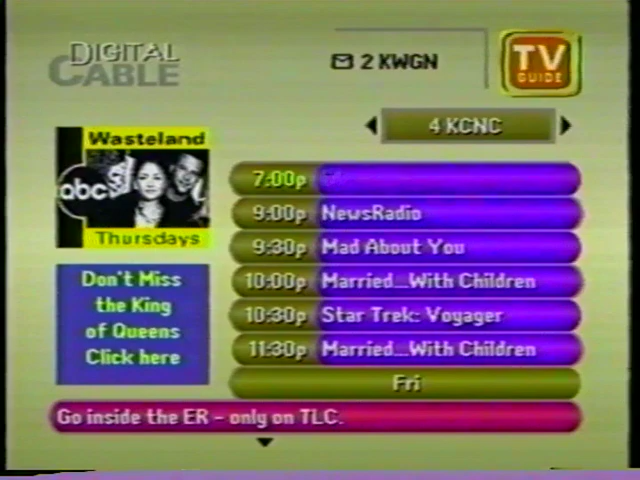 DIGITAL CABLE
2 KWGN
TV GUIDE
4 KCNC
Wasteland
abc
Thursdays
Don't Miss
the King
of Queens
Click here
7:00p
9:00p NewsRadio
9:30p Mad About You
10:00p Married...With Children
10:30p Star Trek: Voyager
11:30p Married...With Children
Fri
Go inside the ER - only on TLC.